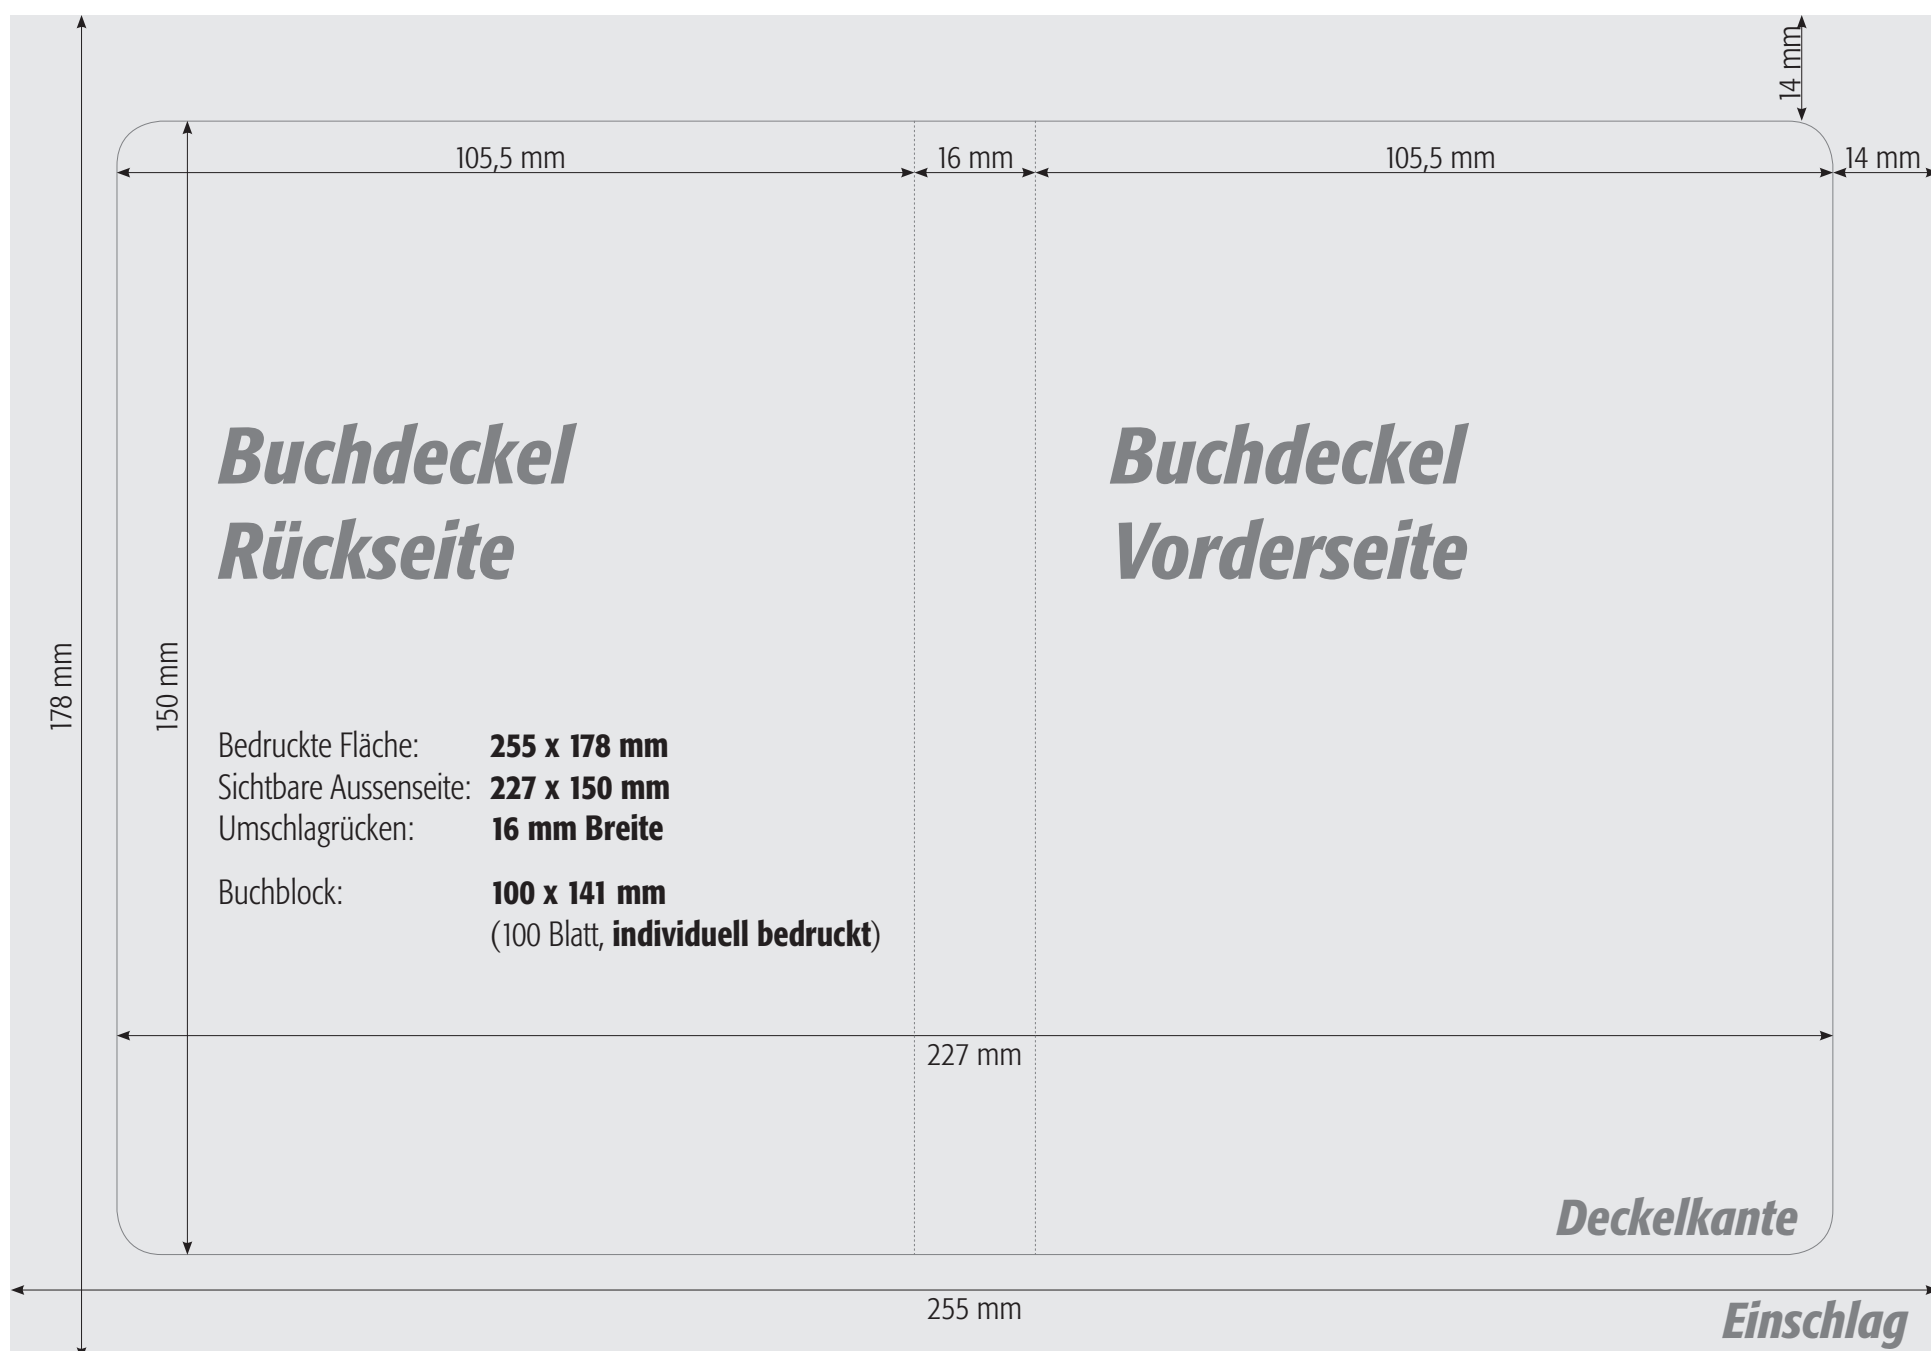 14 mm
105,5 mm
16 mm
105,5 mm
14 mm
Buchdeckel
Rückseite
Buchdeckel
Vorderseite
178 mm
150 mm
Bedruckte Fläche: 255 x 178 mm
Sichtbare Aussenseite: 227 x 150 mm
Umschlagrücken: 16 mm Breite
Buchblock: 100 x 141 mm
(100 Blatt, individuell bedruckt)
227 mm
Deckelkante
255 mm
Einschlag